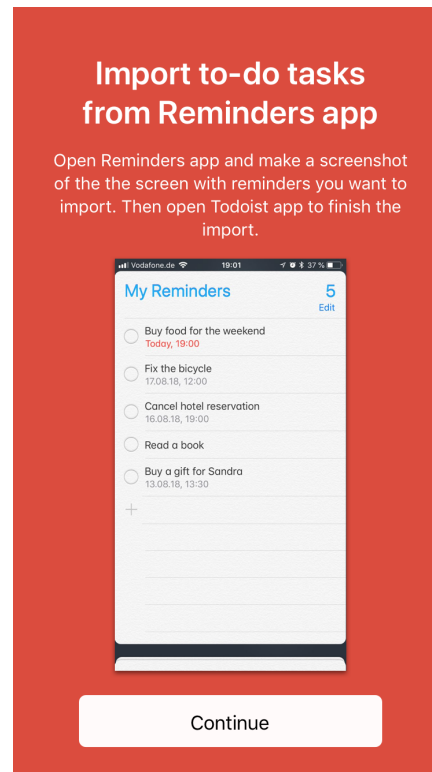 Import to-do tasks
from Reminders app
Open Reminders app and make a screenshot
of the the screen with reminders you want to
import. Then open Todoist app to finish the
import.
Vodafone.de 19:01 37 %
My Reminders 5
Edit
Buy food for the weekend
Today, 19:00
Fix the bicycle
17.08.18, 12:00
Cancel hotel reservation
16.08.18, 19:00
Read a book
Buy a gift for Sandra
13.08.18, 13:30
Continue